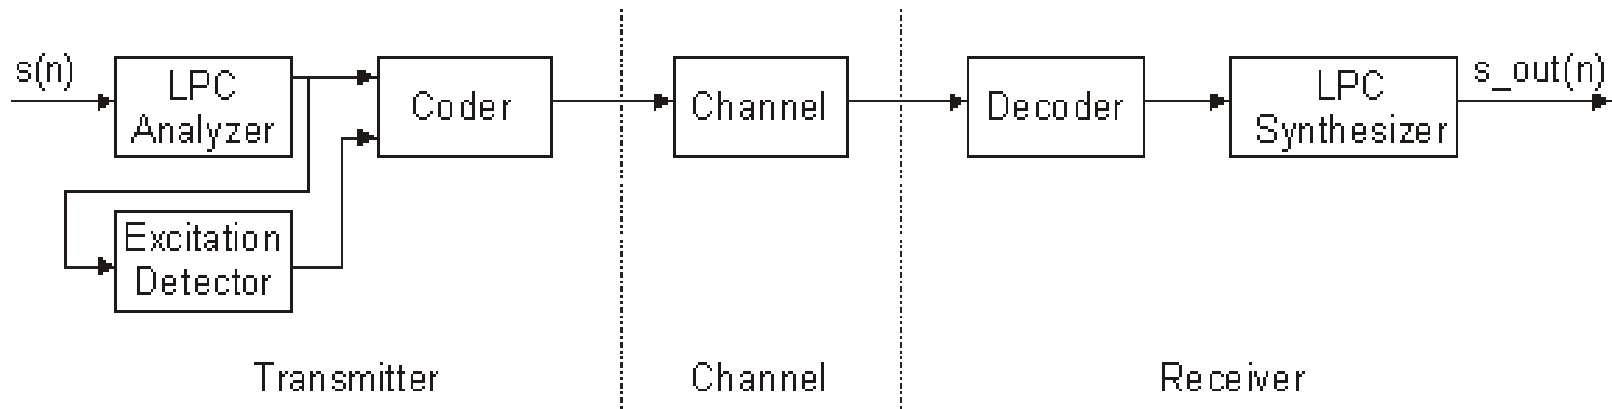 s(n)
LPC
Analyzer
Coder
Channel
Decoder
LPC
Synthesizer
s_out(n)
Excitation
Detector
Transmitter
Channel
Receiver